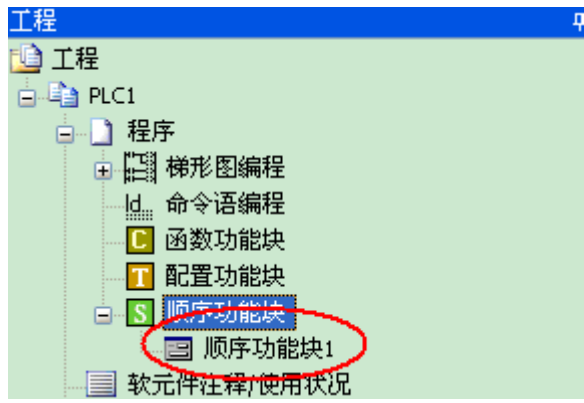 工程
工程
PLC1
程序
梯形图编程
ld... 命令语编程
C 函数功能块
T 配置功能块
S 顺序功能块
顺序功能块1
软元件注释/使用状况